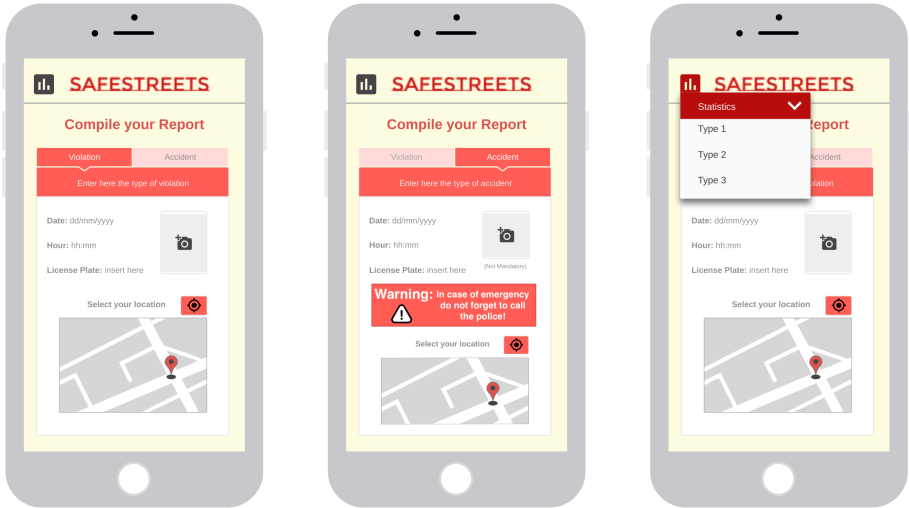 SAFESTREETS
Compile your Report
Violation
Accident
Enter here the type of violation
Date: dd/mm/yyyy
Hour: hh:mm
License Plate: insert here
Select your location
SAFESTREETS
Compile your Report
Violation
Accident
Enter here the type of accident
Date: dd/mm/yyyy
Hour: hh:mm
License Plate: insert here
(Not Mandatory)
Warning: in case of emergency
do not forget to call
the police!
Select your location
SAFESTREETS
Statistics
Type 1
Type 2
Type 3
Report
Accident
olation
Date: dd/mm/yyyy
Hour: hh:mm
License Plate: insert here
Select your location